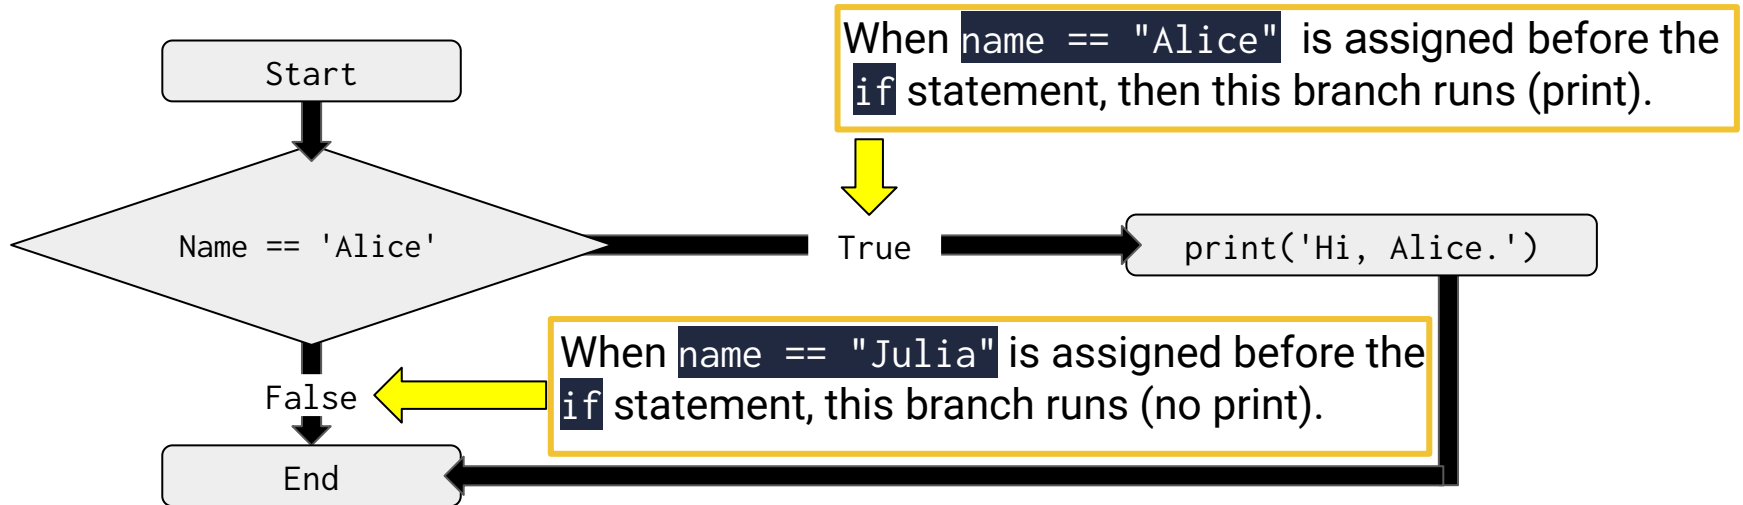 Start
When name == "Alice" is assigned before the
if statement, then this branch runs (print).
Name == 'Alice'
True
print('Hi, Alice.')
When name == "Julia" is assigned before the
if statement, this branch runs (no print).
False
End